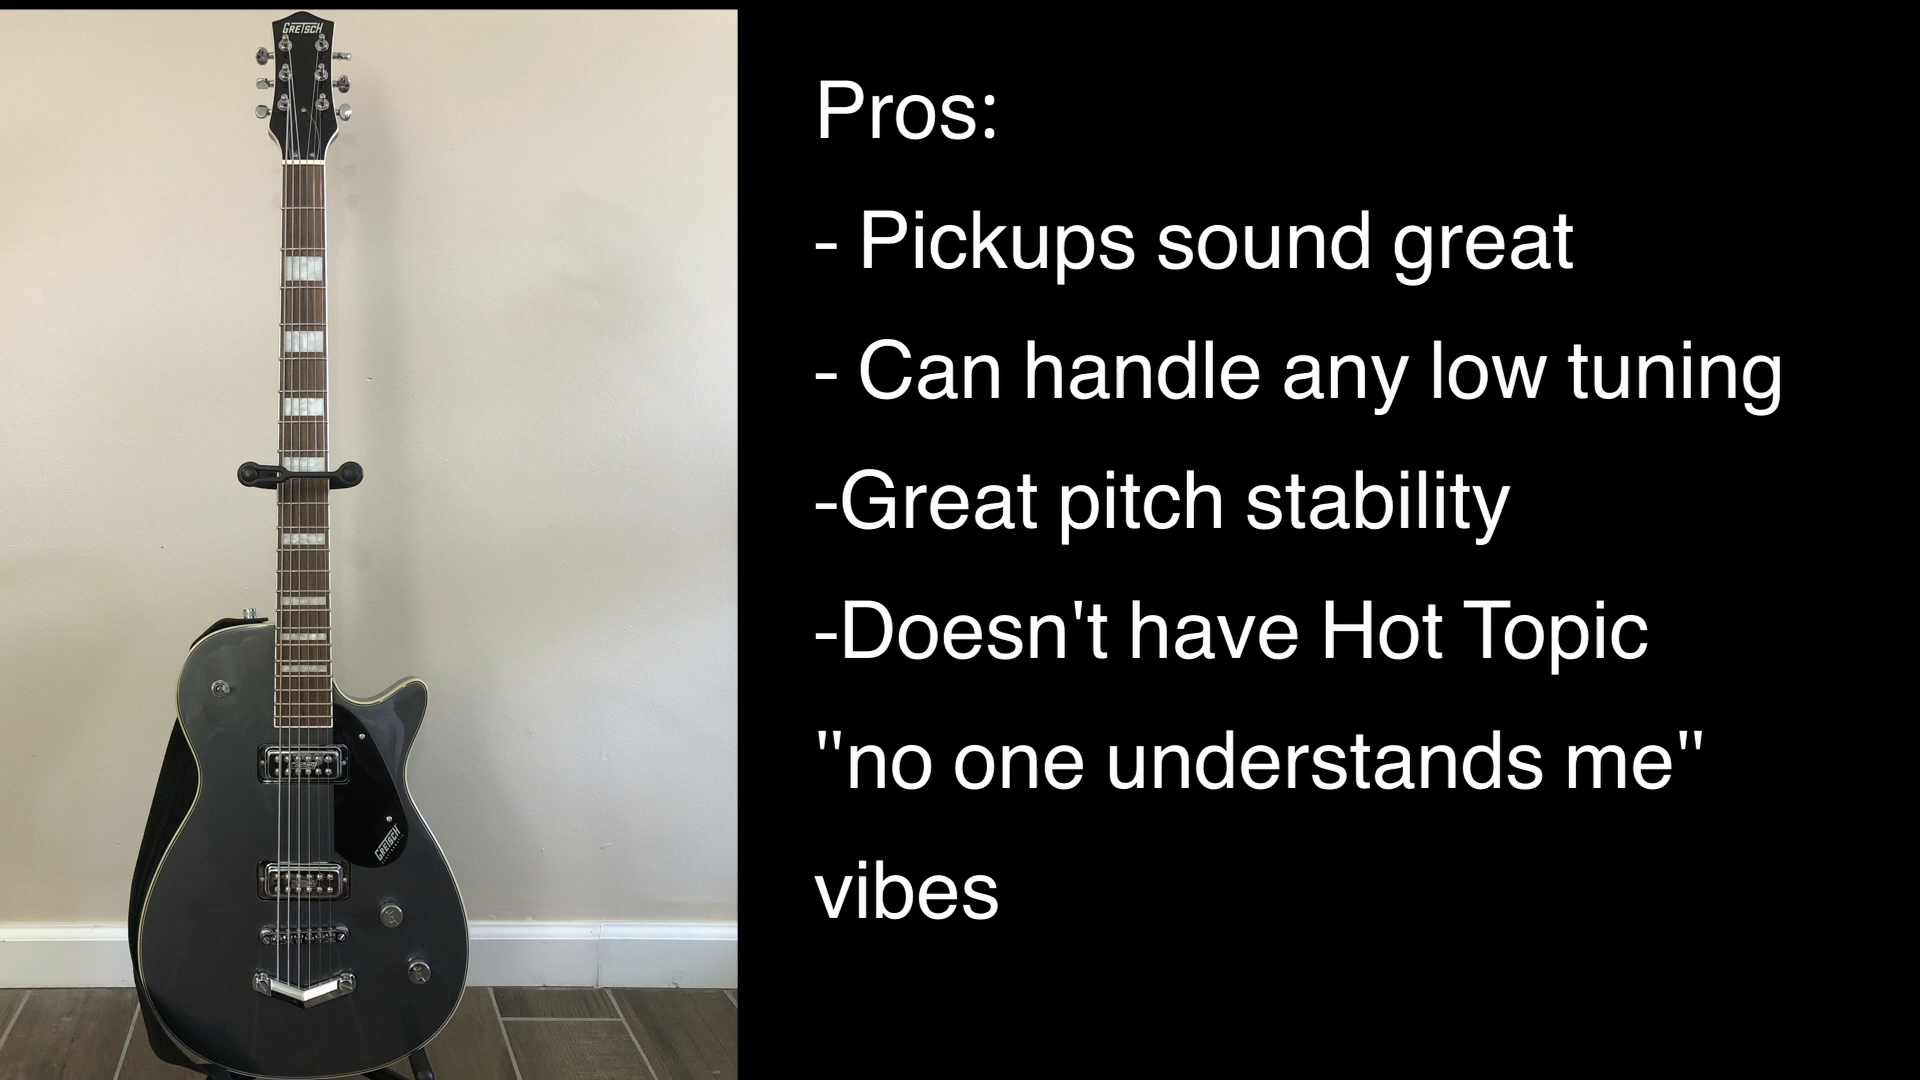 GRETSCH
Pros:
- Pickups sound great
- Can handle any low tuning
-Great pitch stability
-Doesn't have Hot Topic
"no one understands me"
vibes
GRETSCH